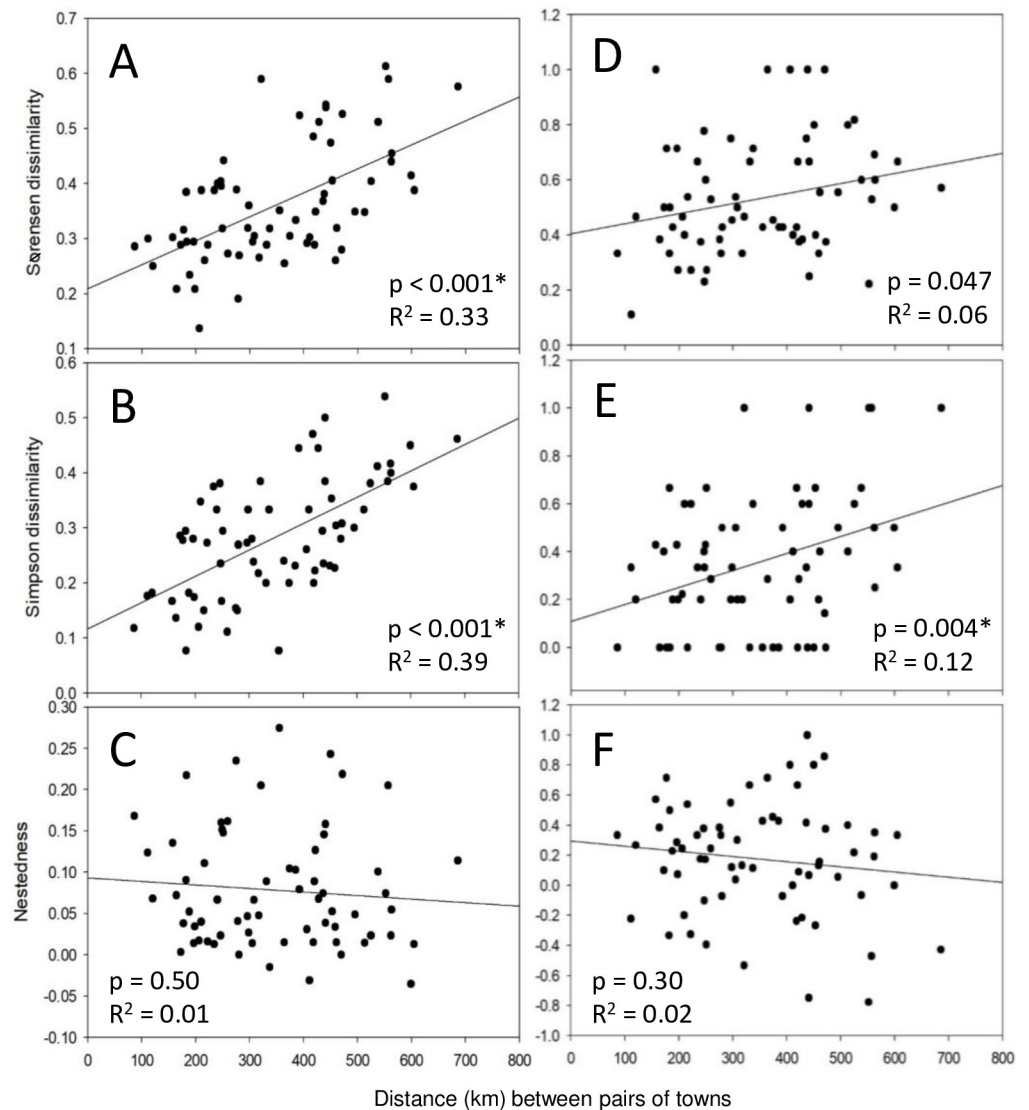 A
Sørensen dissimilarity
0.7
0.6
0.5
0.4
0.3
0.2
0.1
p < 0.001*
R² = 0.33
D
1.2
1.0
0.8
0.6
0.4
0.2
0.0
p = 0.047
R² = 0.06
B
Simpson dissimilarity
0.6
0.5
0.4
0.3
0.2
0.1
0.0
p < 0.001*
R² = 0.39
E
1.2
1.0
0.8
0.6
0.4
0.2
0.0
p = 0.004*
R² = 0.12
C
Nestedness
0.30
0.25
0.20
0.15
0.10
0.05
0.00
-0.05
-0.10
p = 0.50
R² = 0.01
0 100 200 300 400 500 600 700 800
F
1.2
1.0
0.8
0.6
0.4
0.2
0.0
-0.2
-0.4
-0.6
-0.8
-1.0
p = 0.30
R² = 0.02
0 100 200 300 400 500 600 700 800
Distance (km) between pairs of towns